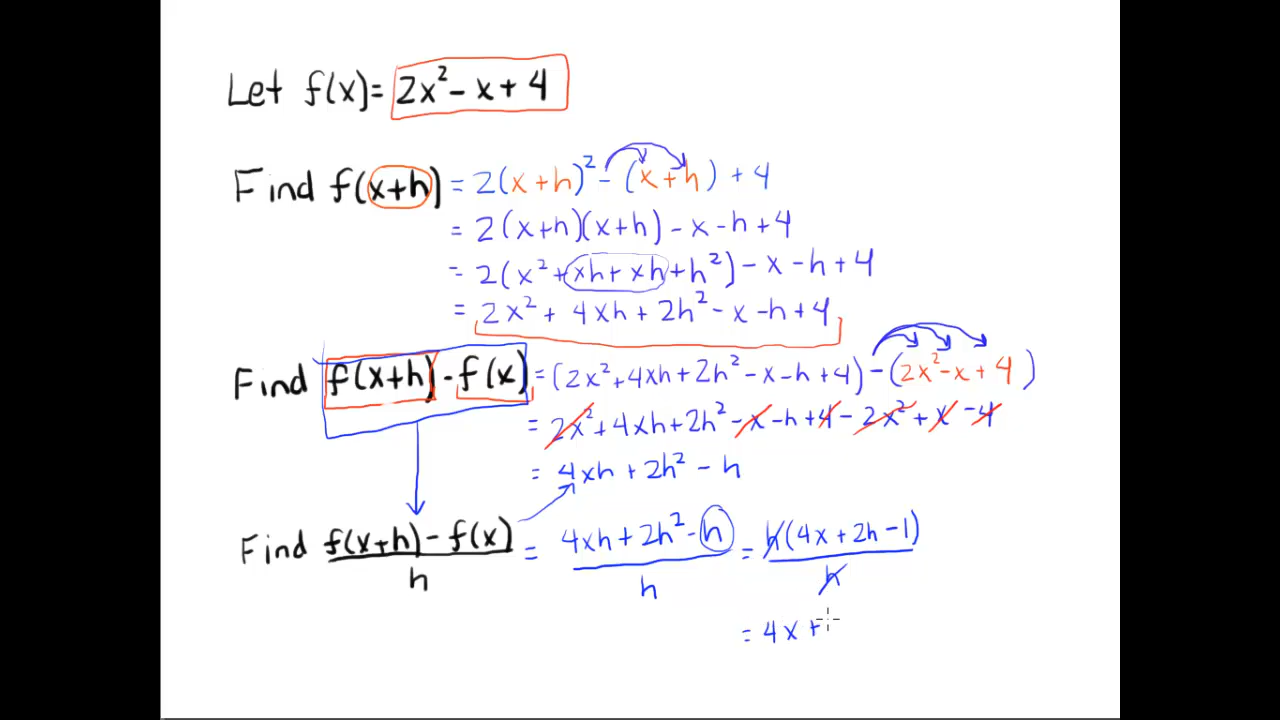 Let f(x)= 2x² - x + 4
Find f(x+h) = 2(x+h)² - (x+h) + 4
= 2(x+h)(x+h) - x - h + 4
= 2(x² + xh + xh + h²) - x - h + 4
= 2x² + 4xh + 2h² - x - h + 4
Find f(x+h) - f(x) = (2x² + 4xh + 2h² - x - h + 4) - (2x² - x + 4)
= 2x² + 4xh + 2h² - x - h + 4 - 2x² + x - 4
= 4xh + 2h² - h
Find f(x+h) - f(x) / h = 4xh + 2h² - h / h = h(4x + 2h - 1) / h
= 4x +